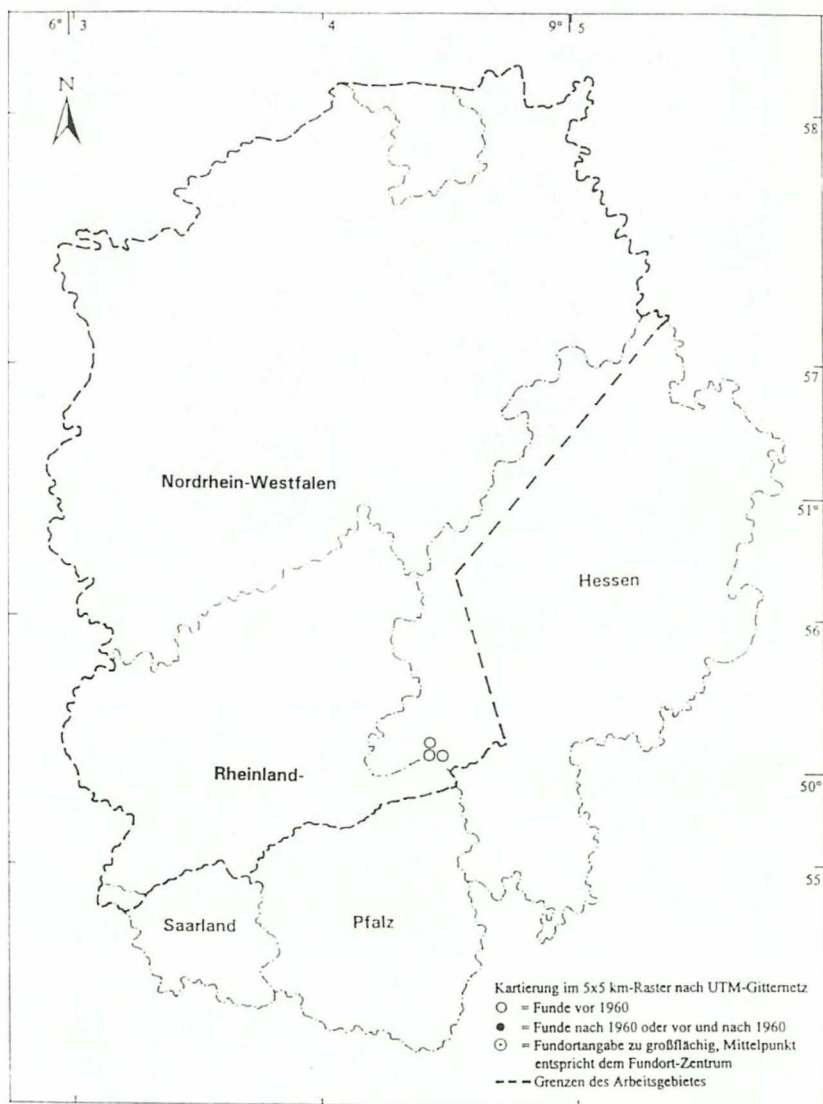 6° 3 4 9° 5
N
58
57
Nordrhein-Westfalen
51°
Hessen
56
Rheinland-
50°
55
Saarland
Pfalz
Kartierung im 5x5 km-Raster nach UTM-Gitternetz
○ = Funde vor 1960
● = Funde nach 1960 oder vor und nach 1960
⊙ = Fundortangabe zu großflächig, Mittelpunkt
entspricht dem Fundort-Zentrum
--- Grenzen des Arbeitsgebietes